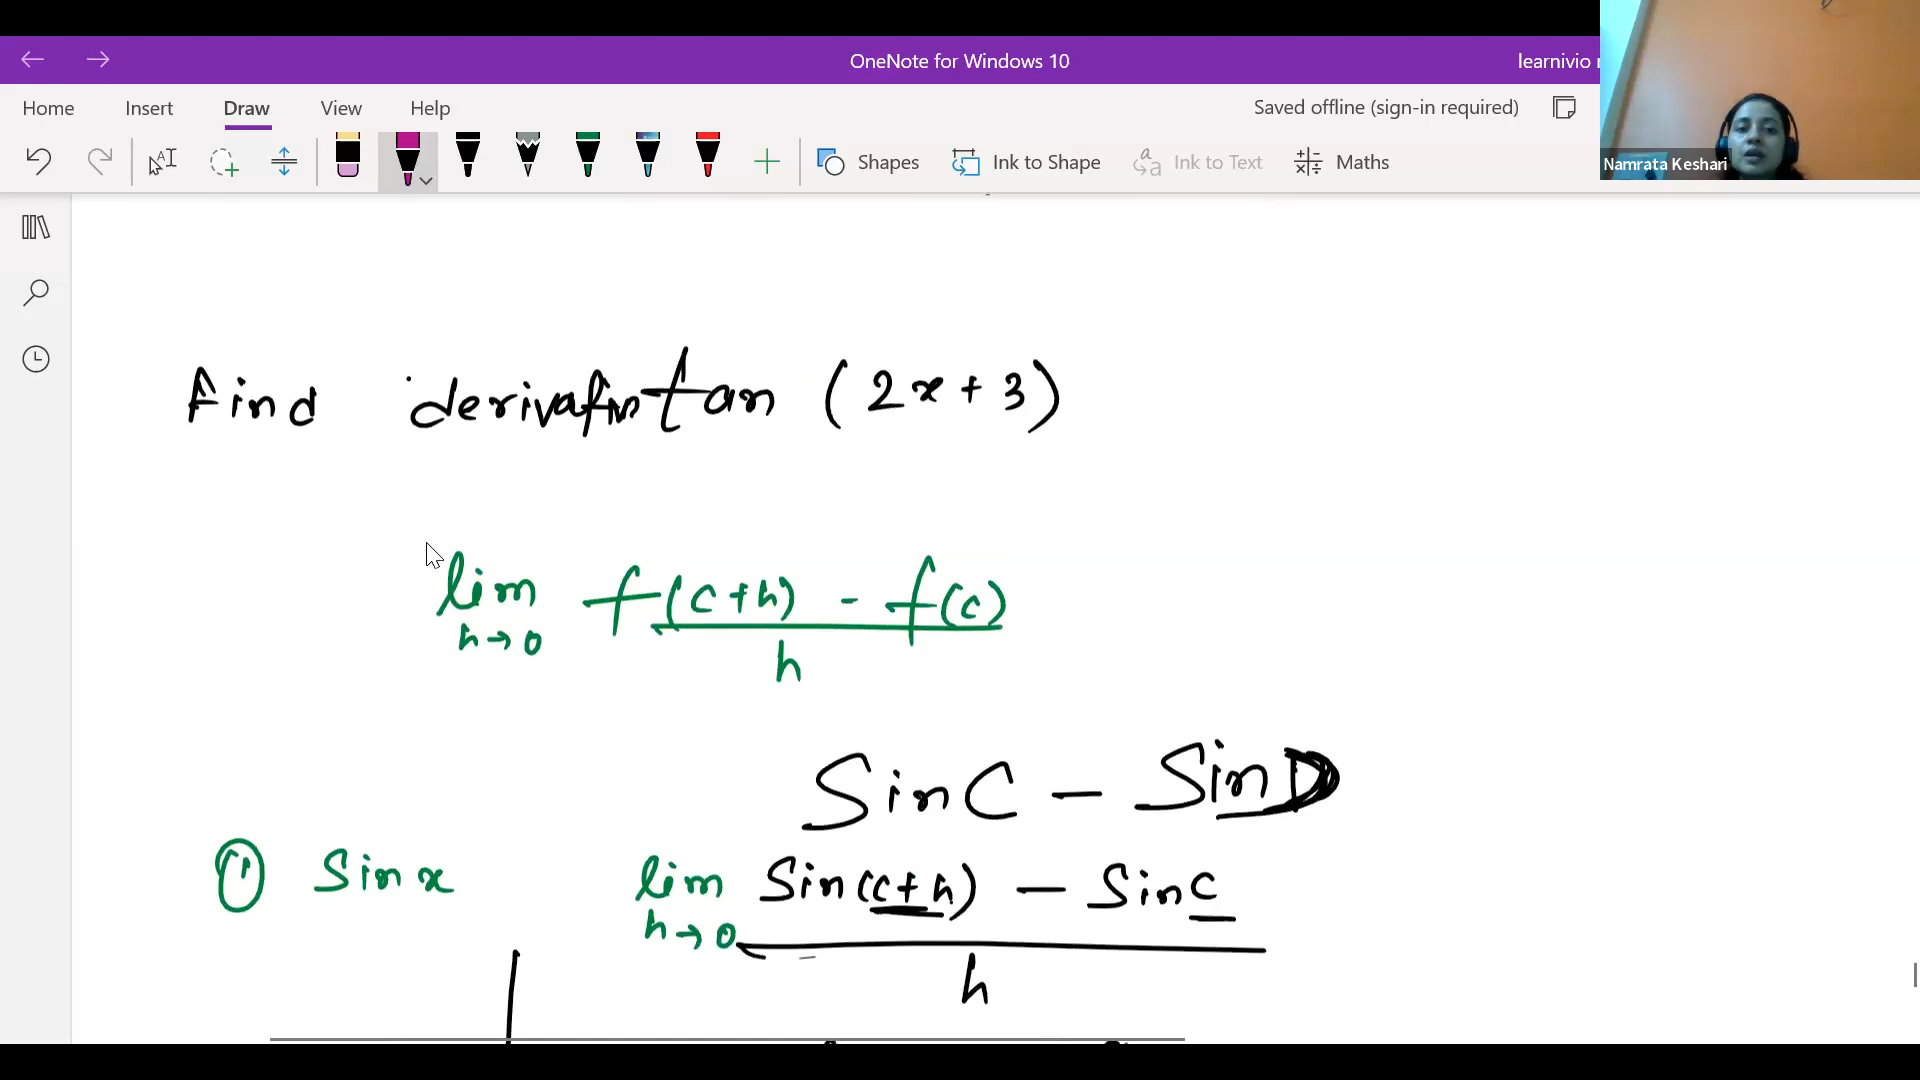 OneNote for Windows 10
learnivio
Home Insert Draw View Help
Saved offline (sign-in required)
Shapes Ink to Shape Ink to Text Maths
Namrata Keshari
find derivafin tan (2x+3)
lim f(c+h) - f(c)
h→0 h
Sin C - Sin D
① Sin x lim Sin(c+h) - Sin c
h→0 h